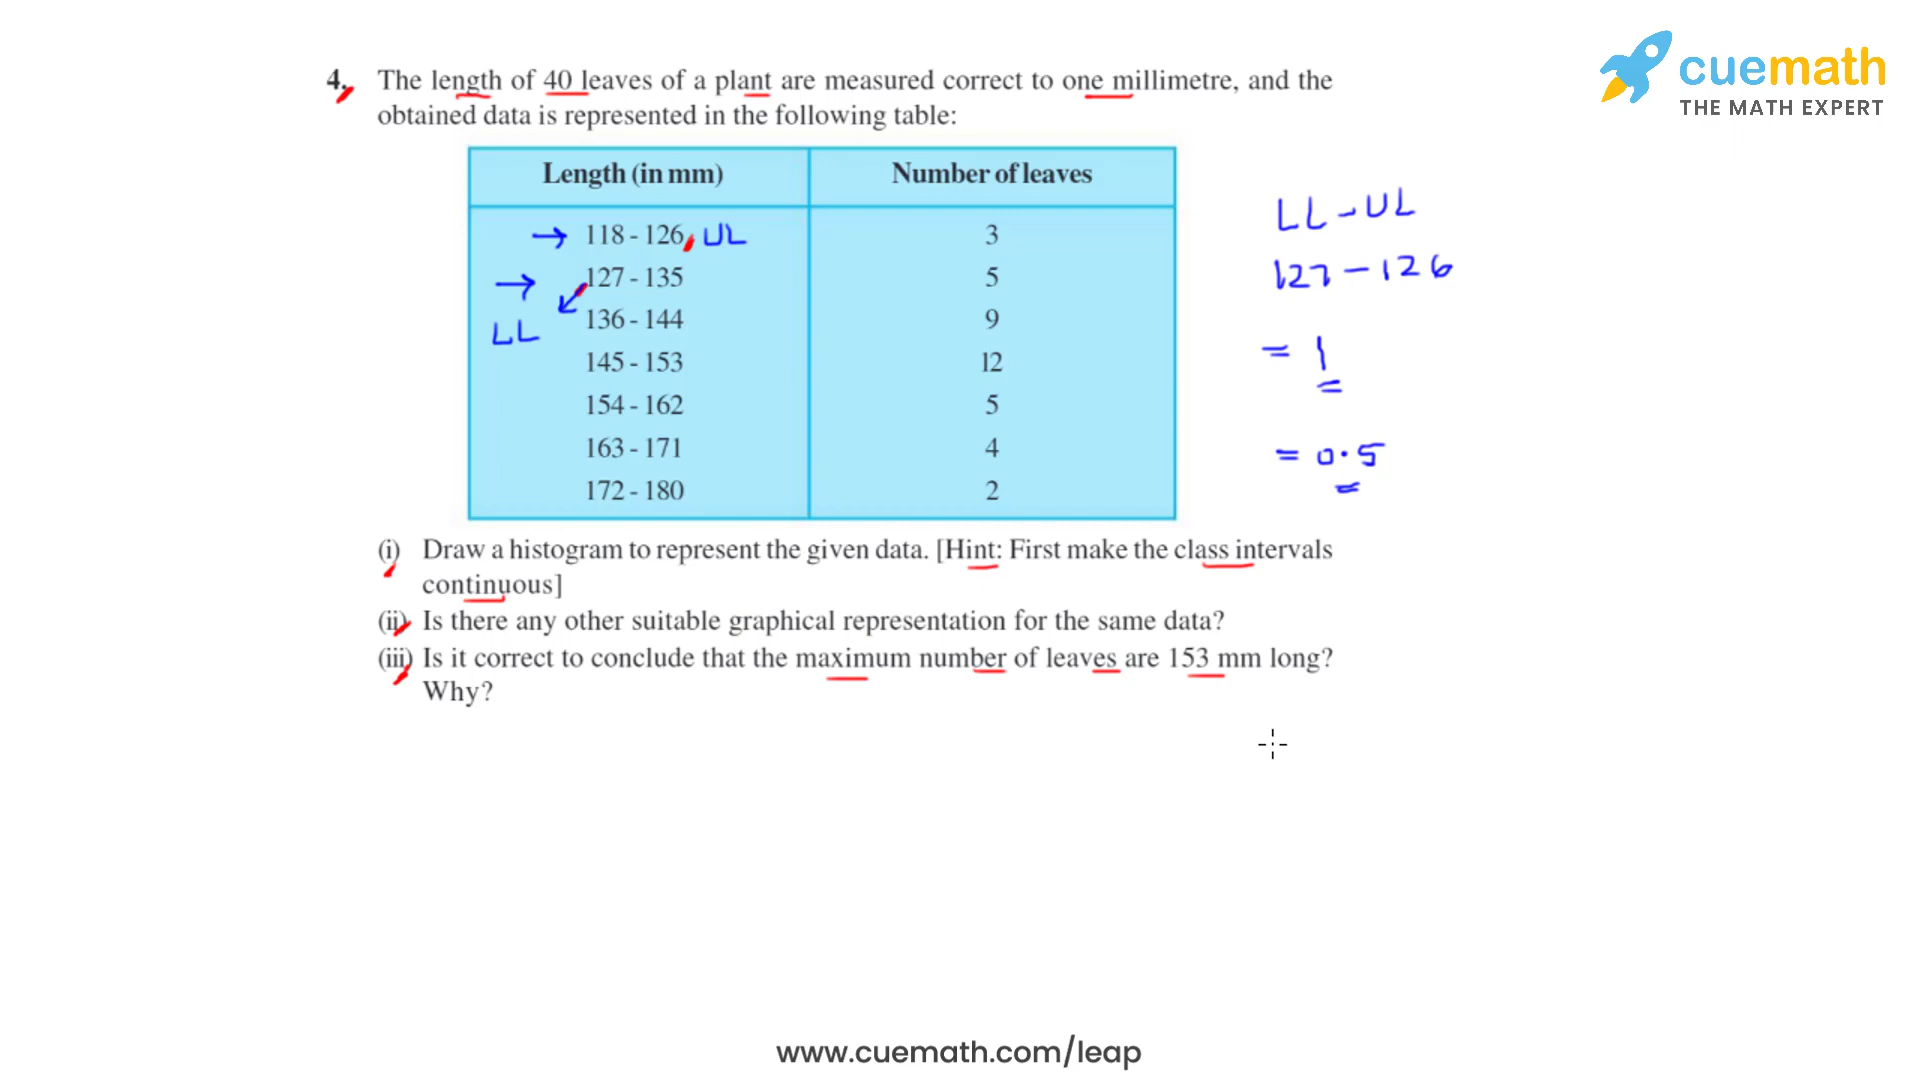 cuemath
THE MATH EXPERT
4. The length of 40 leaves of a plant are measured correct to one millimetre, and the
obtained data is represented in the following table:
Length (in mm) Number of leaves
→ 118 - 126 UL 3
→ 127 - 135 5
LL 136 - 144 9
145 - 153 12
154 - 162 5
163 - 171 4
172 - 180 2
LL - UL
127 - 126
= 1
= 0.5
(i) Draw a histogram to represent the given data. [Hint: First make the class intervals
continuous]
(ii) Is there any other suitable graphical representation for the same data?
(iii) Is it correct to conclude that the maximum number of leaves are 153 mm long?
Why?
www.cuemath.com/leap